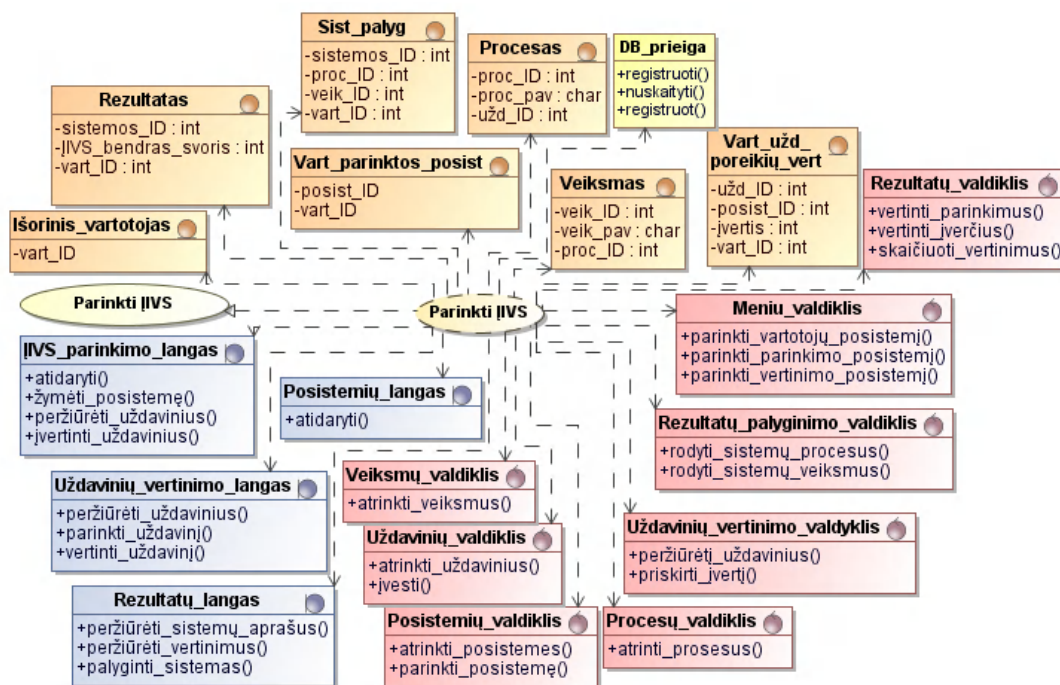 Sist_palyg
-sistemos_ID : int
-proc_ID : int
-veik_ID : int
-vart_ID : int
Procesas
-proc_ID : int
-proc_pav : char
-užd_ID : int
DB_prieiga
+registruoti()
+nuskaityti()
+registruot()
Rezultatas
-sistemos_ID : int
-ĮIVS_bendras_svoris : int
-vart_ID : int
Vart_parinktos_posist
-posist_ID
-vart_ID
Veiksmas
-veik_ID : int
-veik_pav : char
-proc_ID : int
Vart_užd_
poreikių_vert
-užd_ID : int
-posist_ID : int
-įvertis : int
-vart_ID : int
Rezultatų_valdiklis
+vertinti_parinkimus()
+vertinti_įverčius()
+skaičiuoti_vertinimus()
Išorinis_vartotojas
-vart_ID
Parinkti ĮIVS
Parinkti ĮIVS
Meniu_valdiklis
+parinkti_vartotojų_posistemį()
+parinkti_parinkimo_posistemį()
+parinkti_vertinimo_posistemį()
ĮIVS_parinkimo_langas
+atidaryti()
+žymėti_posistemę()
+peržiūrėti_uždavinius()
+įvertinti_uždavinius()
Posistemių_langas
+atidaryti()
Rezultatų_palyginimo_valdiklis
+rodyti_sistemų_procesus()
+rodyti_sistemų_veiksmus()
Uždavinių_vertinimo_langas
+peržiūrėti_uždavinius()
+parinkti_uždavinį()
+vertinti_uždavinį()
Veiksmų_valdiklis
+atrinkti_veiksmus()
Uždavinių_valdiklis
+atrinkti_uždavinius()
+įvesti()
Uždavinių_vertinimo_valdyklis
+peržiūrėtį_uždavinius()
+priskirti_įvertį()
Rezultatų_langas
+peržiūrėti_sistemų_aprašus()
+peržiūrėti_vertinimus()
+palyginti_sistemas()
Posistemių_valdiklis
+atrinkti_posistemes()
+parinkti_posistemę()
Procesų_valdiklis
+atrinti_prosesus()